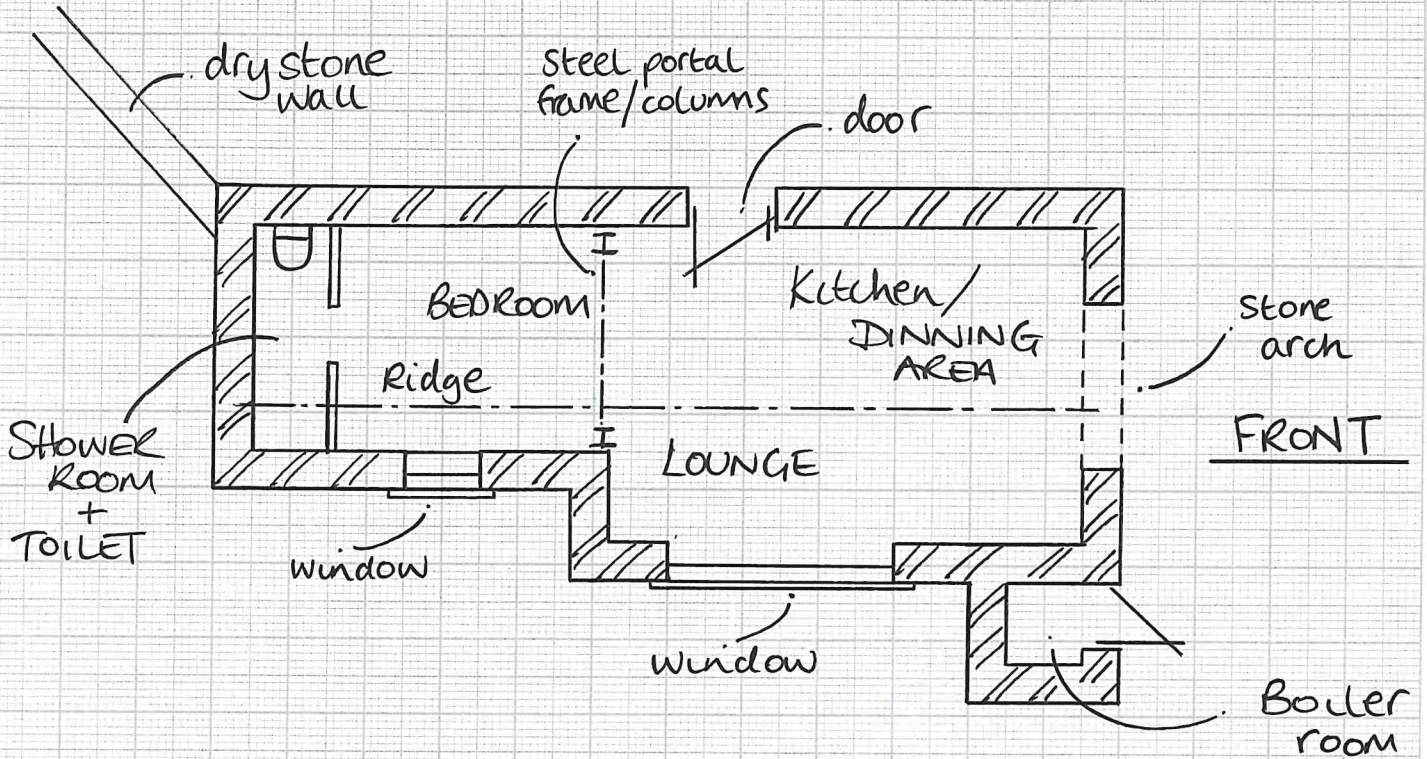 dry stone
wall
Steel portal
frame/columns
door
BEDROOM
Kitchen/
DINNING
AREA
Stone
arch
Ridge
FRONT
SHOWER
ROOM
+
TOILET
LOUNGE
window
window
Boiler
room